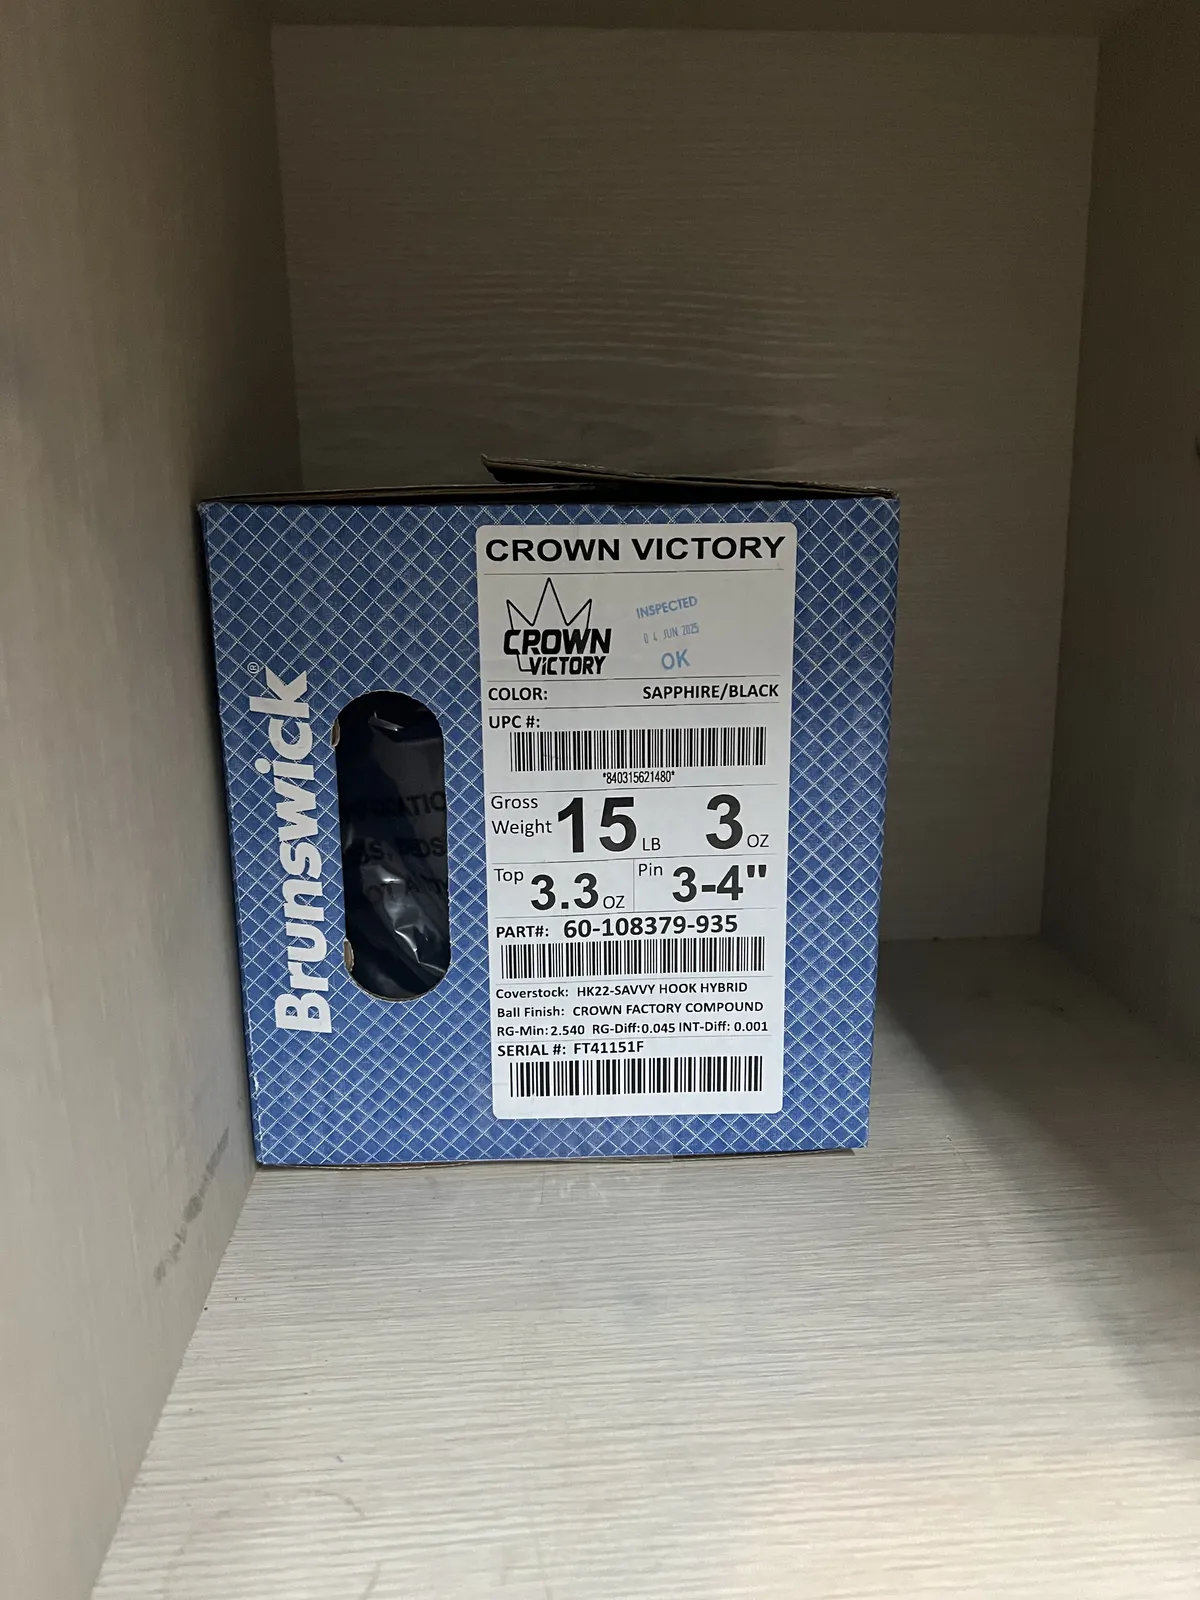 Brunswick®
CROWN VICTORY
CROWN
VICTORY
INSPECTED
04 JUN 2025
OK
COLOR: SAPPHIRE/BLACK
UPC #:
*840315621480*
Gross
Weight 15 LB 3 OZ
Top 3.3 OZ Pin 3-4"
PART#: 60-108379-935
Coverstock: HK22-SAVVY HOOK HYBRID
Ball Finish: CROWN FACTORY COMPOUND
RG-Min: 2.540 RG-Diff: 0.045 INT-Diff: 0.001
SERIAL #: FT41151F